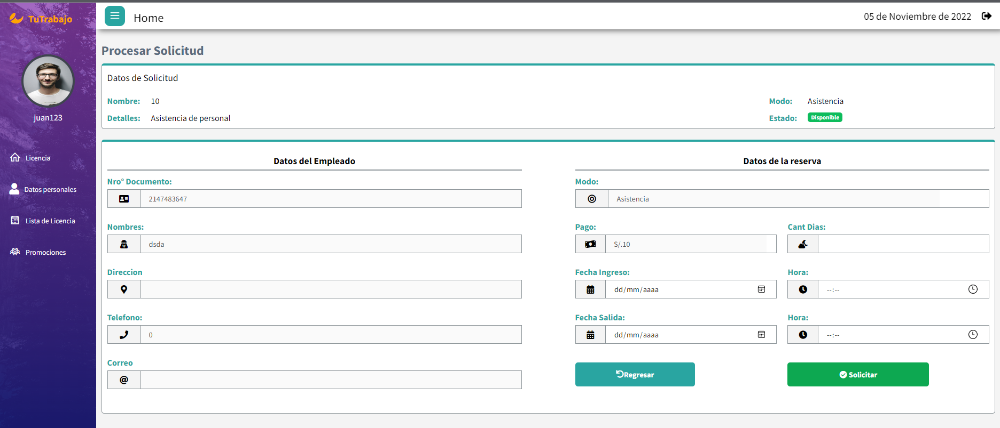 TuTrabajo
Home
05 de Noviembre de 2022
juan123
Licencia
Datos personales
Lista de Licencia
Promociones
Procesar Solicitud
Datos de Solicitud
Nombre: 10
Modo: Asistencia
Detalles: Asistencia de personal
Estado: Disponible
Datos del Empleado
Nro° Documento:
2147483647
Nombres:
dsda
Direccion
Telefono:
0
Correo
Datos de la reserva
Modo:
Asistencia
Pago:
Cant Dias:
S/.10
Fecha Ingreso:
Hora:
dd/mm/aaaa
--:--
Fecha Salida:
Hora:
dd/mm/aaaa
--:--
Regresar
Solicitar